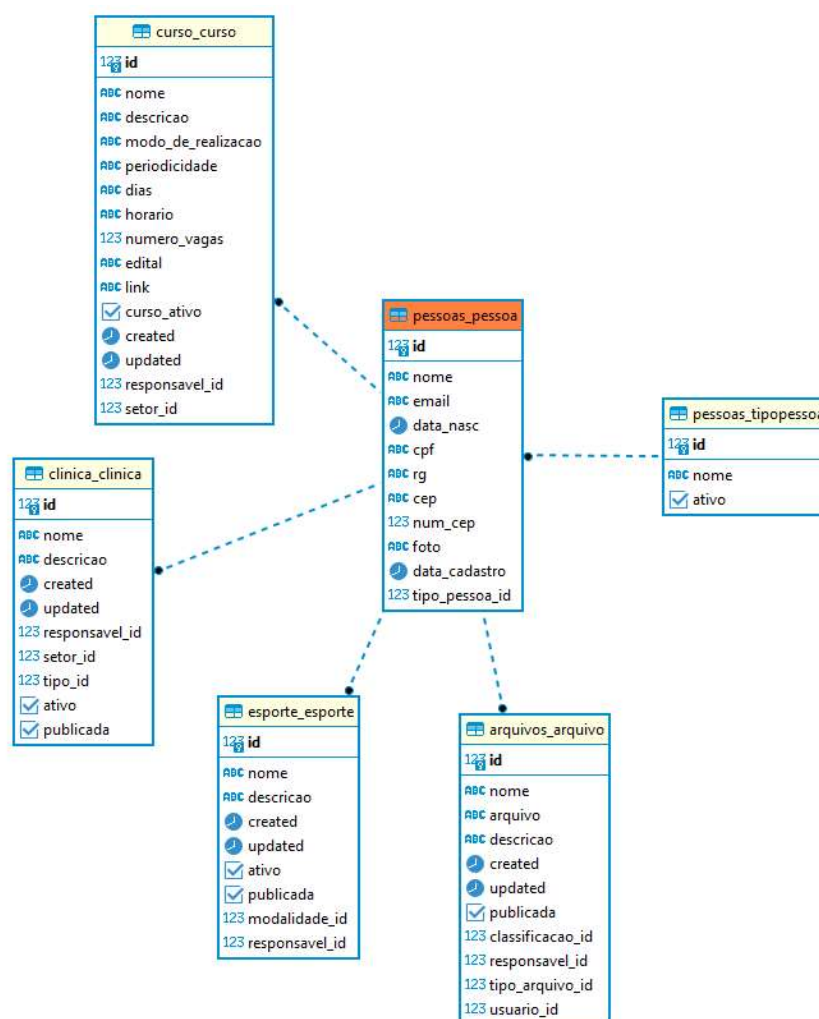 curso_curso
id
nome
descricao
modo_de_realizacao
periodicidade
dias
horario
numero_vagas
edital
link
curso_ativo
created
updated
responsavel_id
setor_id
pessoas_pessoa
id
nome
email
data_nasc
cpf
rg
cep
num_cep
foto
data_cadastro
tipo_pessoa_id
pessoas_tipopessoa
id
nome
ativo
clinica_clinica
id
nome
descricao
created
updated
responsavel_id
setor_id
tipo_id
ativo
publicada
esporte_esporte
id
nome
descricao
created
updated
ativo
publicada
modalidade_id
responsavel_id
arquivos_arquivo
id
nome
arquivo
descricao
created
updated
publicada
classificacao_id
responsavel_id
tipo_arquivo_id
usuario_id